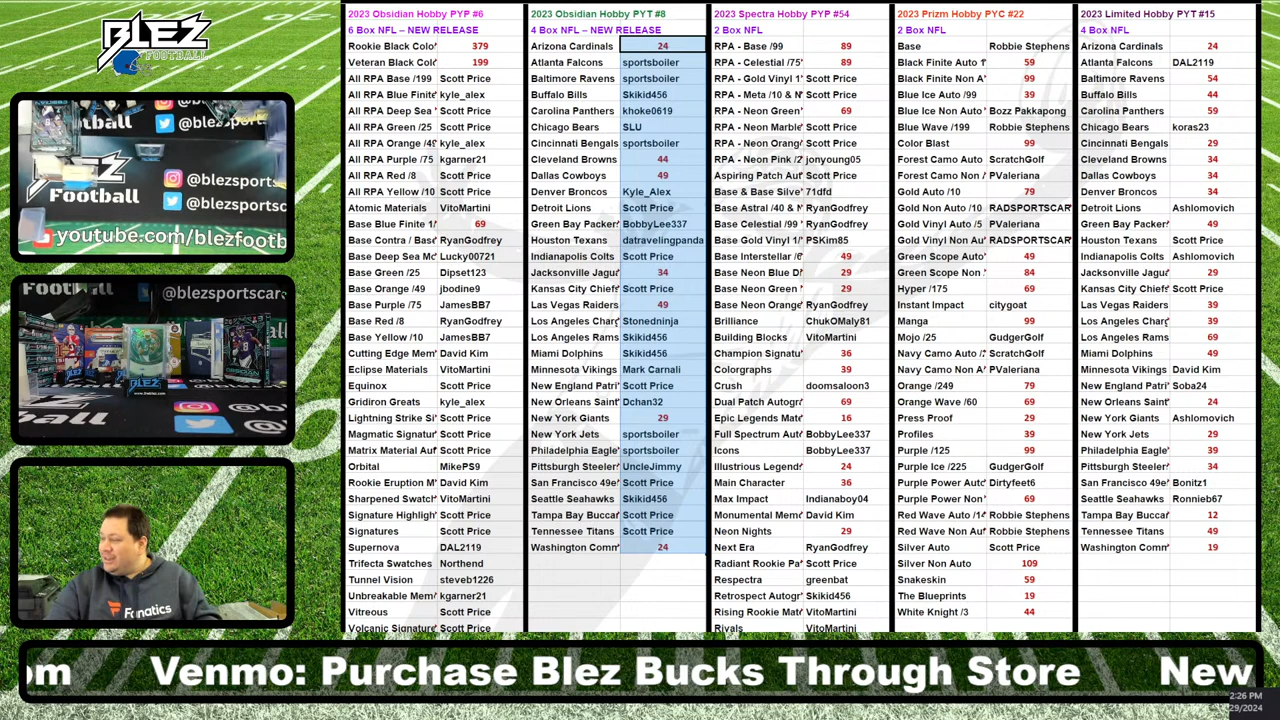 BLEZ
FOOTBALL
Football
@blezsports
youtube.com/blezfootb
@blezsportscar
BLEZ
Fanatics
2023 Obsidian Hobby PYP #6
6 Box NFL – NEW RELEASE
Rookie Black Colo 379
Veteran Black Colo 199
All RPA Base /199 Scott Price
All RPA Blue Finite kyle_alex
All RPA Deep Sea Scott Price
All RPA Green /25 Scott Price
All RPA Orange /49 kyle_alex
All RPA Purple /75 kgarner21
All RPA Red /8 Scott Price
All RPA Yellow /10 Scott Price
Atomic Materials VitoMartini
Base Blue Finite 1/ 69
Base Contra / Base RyanGodfrey
Base Deep Sea Mo Lucky00721
Base Green /25 Dipset123
Base Orange /49 jbodine9
Base Purple /75 JamesBB7
Base Red /8 RyanGodfrey
Base Yellow /10 JamesBB7
Cutting Edge Mem David Kim
Eclipse Materials VitoMartini
Equinox Scott Price
Gridiron Greats kyle_alex
Lightning Strike Si Scott Price
Magmatic Signatur Scott Price
Matrix Material Aut Scott Price
Orbital MikePS9
Rookie Eruption M Scott Price
Sharpened Swatch VitoMartini
Signature Highligh Scott Price
Signatures Scott Price
Supernova DAL2119
Trifecta Swatches Northend
Tunnel Vision steveb1226
Unbreakable Mem kgarner21
Vitreous Scott Price
Volcanic Signature Scott Price
2023 Obsidian Hobby PYT #8
4 Box NFL – NEW RELEASE
Arizona Cardinals 24
Atlanta Falcons sportsboiler
Baltimore Ravens sportsboiler
Buffalo Bills Skikid456
Carolina Panthers khoke0619
Chicago Bears SLU
Cincinnati Bengals sportsboiler
Cleveland Browns 44
Dallas Cowboys 49
Denver Broncos Kyle_Alex
Detroit Lions Scott Price
Green Bay Packer BobbyLee337
Houston Texans datravelingpanda
Indianapolis Colts Scott Price
Jacksonville Jagua 34
Kansas City Chiefs Scott Price
Las Vegas Raiders 49
Los Angeles Charg Stonedninja
Los Angeles Rams Skikid456
Miami Dolphins Skikid456
Minnesota Vikings Mark Carnali
New England Patri Scott Price
New Orleans Saint Dchan32
New York Giants 29
New York Jets sportsboiler
Philadelphia Eagle sportsboiler
Pittsburgh Steeler UncleJimmy
San Francisco 49e Scott Price
Seattle Seahawks Skikid456
Tampa Bay Buccan Scott Price
Tennessee Titans Scott Price
Washington Comm 24
2023 Spectra Hobby PYP #54
2 Box NFL
RPA - Base /99 89
RPA - Celestial /75 89
RPA - Gold Vinyl 1 Scott Price
RPA - Meta /10 & N Scott Price
RPA - Neon Green 69
RPA - Neon Marble Scott Price
RPA - Neon Orang Scott Price
RPA - Neon Pink /2 jonyoung05
Aspiring Patch Aut Scott Price
Base & Base Silve 71dfd
Base Astral /40 & N RyanGodfrey
Base Celestial /99 RyanGodfrey
Base Gold Vinyl 1/ PSKim85
Base Interstellar /6 49
Base Neon Blue D 29
Base Neon Green 29
Base Neon Orange RyanGodfrey
Brilliance ChukOMaly81
Building Blocks VitoMartini
Champion Signatu 36
Colorgraphs 39
Crush doomsaloon3
Dual Patch Autogr 69
Epic Legends Mate 16
Full Spectrum Aut BobbyLee337
Icons BobbyLee337
Illustrious Legend 24
Main Character 36
Max Impact Indianaboy04
Monumental Mem David Kim
Neon Nights 29
Next Era RyanGodfrey
Radiant Rookie Pa Scott Price
Respectra greenbat
Retrospect Autogr Skikid456
Rising Rookie Mat VitoMartini
Rivals VitoMartini
2023 Prizm Hobby PYC #22
2 Box NFL
Base Robbie Stephens
Black Finite Auto 1 59
Black Finite Non A 99
Blue Ice Auto /99 39
Blue Ice Non Auto Bozz Pakkapong
Blue Wave /199 Robbie Stephens
Color Blast 99
Forest Camo Auto ScratchGolf
Forest Camo Non PValeriana
Gold Auto /10 79
Gold Non Auto /10 RADSPORTSCAR
Gold Vinyl Auto /5 PValeriana
Gold Vinyl Non Au RADSPORTSCAR
Green Scope Auto 49
Green Scope Non 84
Hyper /175 69
Instant Impact citygoat
Manga 99
Mojo /25 GudgerGolf
Navy Camo Auto / ScratchGolf
Navy Camo Non A PValeriana
Orange /249 79
Orange Wave /60 69
Press Proof 29
Profiles 39
Purple /125 99
Purple Ice /225 GudgerGolf
Purple Power Auto Dirtyfeet6
Purple Power Non 69
Red Wave Auto /14 Robbie Stephens
Red Wave Non Aut Robbie Stephens
Silver Auto Scott Price
Silver Non Auto 109
Snakeskin 59
The Blueprints 19
White Knight /3 44
2023 Limited Hobby PYT #15
4 Box NFL
Arizona Cardinals 24
Atlanta Falcons DAL2119
Baltimore Ravens 54
Buffalo Bills 44
Carolina Panthers 59
Chicago Bears koras23
Cincinnati Bengals 29
Cleveland Browns 34
Dallas Cowboys 34
Denver Broncos 34
Detroit Lions Ashlomovich
Green Bay Packer 49
Houston Texans Scott Price
Indianapolis Colts Ashlomovich
Jacksonville Jagua 29
Kansas City Chiefs Scott Price
Las Vegas Raiders 39
Los Angeles Charg 39
Los Angeles Rams 69
Miami Dolphins 49
Minnesota Vikings David Kim
New England Patri Soba24
New Orleans Saint 24
New York Giants Ashlomovich
New York Jets 29
Philadelphia Eagle 39
Pittsburgh Steeler 34
San Francisco 49e Bonitz1
Seattle Seahawks Ronnieb67
Tampa Bay Buccan 12
Tennessee Titans 49
Washington Comm 19
om Venmo: Purchase Blez Bucks Through Store New
2:26 PM
29/2024